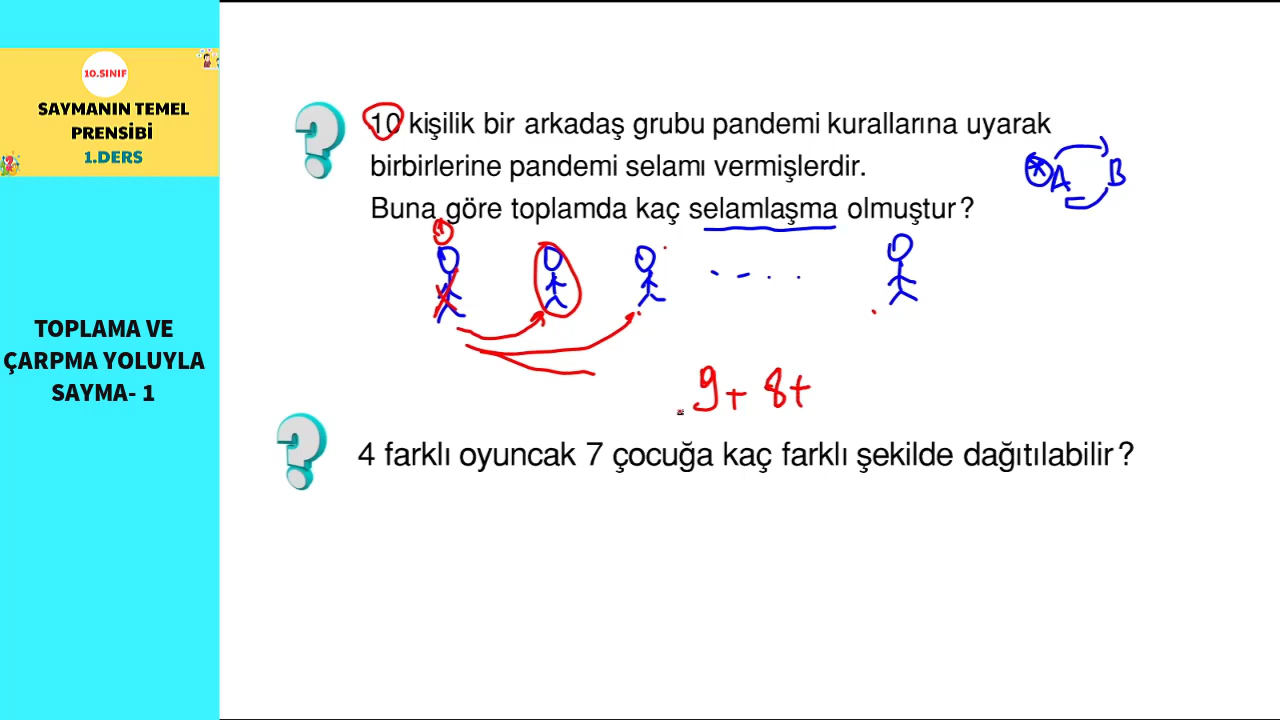 10.SINIF
SAYMANIN TEMEL
PRENSİBİ
1.DERS
TOPLAMA VE
ÇARPMA YOLUYLA
SAYMA- 1
10 kişilik bir arkadaş grubu pandemi kurallarına uyarak
birbirlerine pandemi selamı vermişlerdir.
Buna göre toplamda kaç selamlaşma olmuştur?
A B
9+ 8+
4 farklı oyuncak 7 çocuğa kaç farklı şekilde dağıtılabilir?